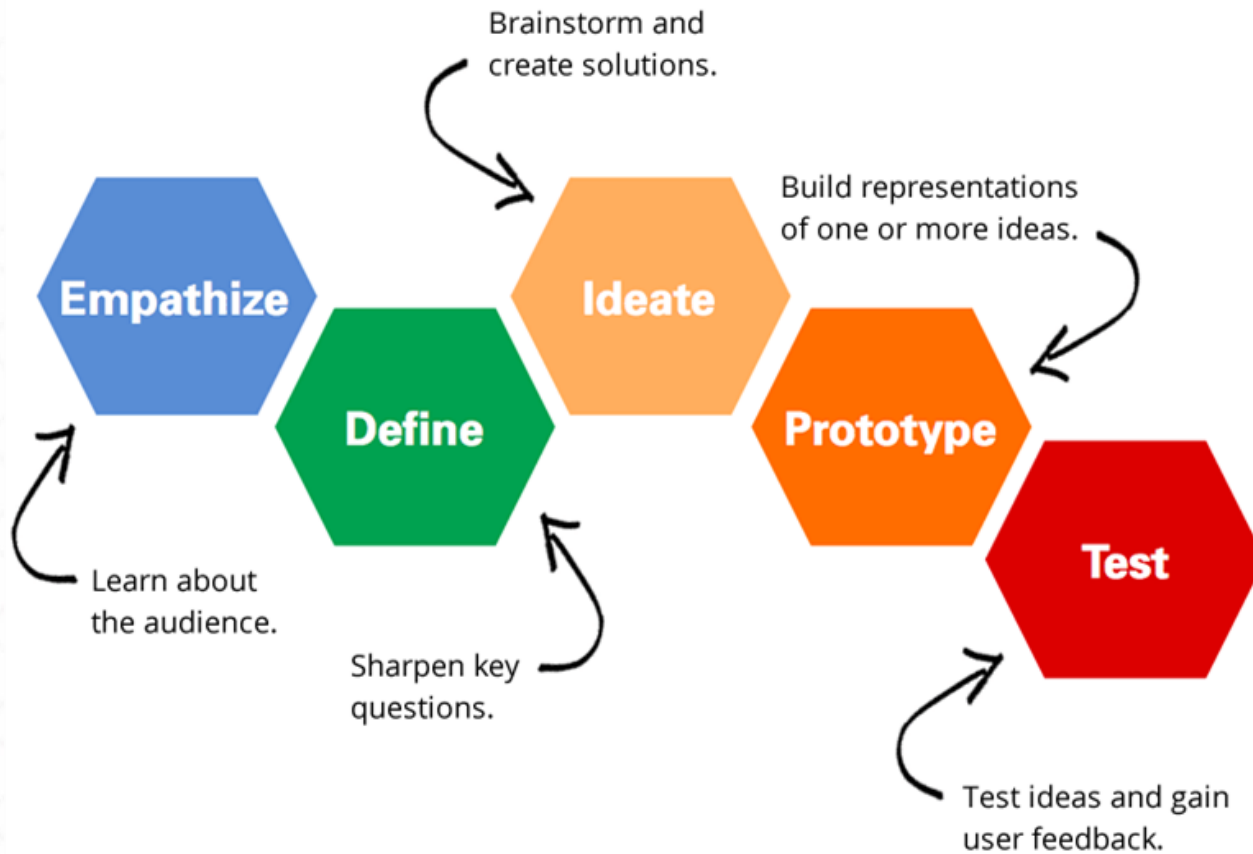 Brainstorm and
create solutions.
Build representations
of one or more ideas.
Empathize
Ideate
Define
Prototype
Test
Learn about
the audience.
Sharpen key
questions.
Test ideas and gain
user feedback.